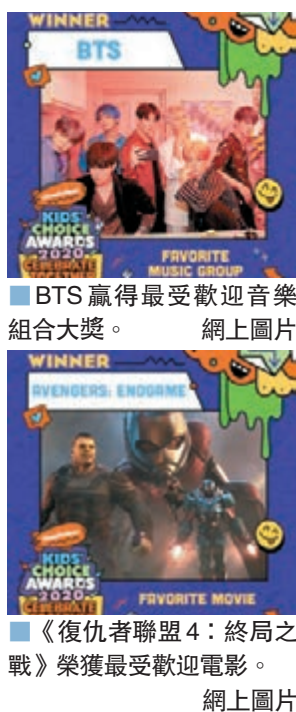 WINNER
BTS
KIDS'
CHOICE
AWARDS
2020
CELEBRATE
FAVORITE
MUSIC GROUP
■BTS 贏得最受歡迎音樂
組合大獎。 網上圖片
WINNER
AVENGERS: ENDGAME
KIDS'
CHOICE
AWARDS
2020
CELEBRATE
FAVORITE MOVIE
■《復仇者聯盟4：終局之
戰》榮獲最受歡迎電影。
網上圖片